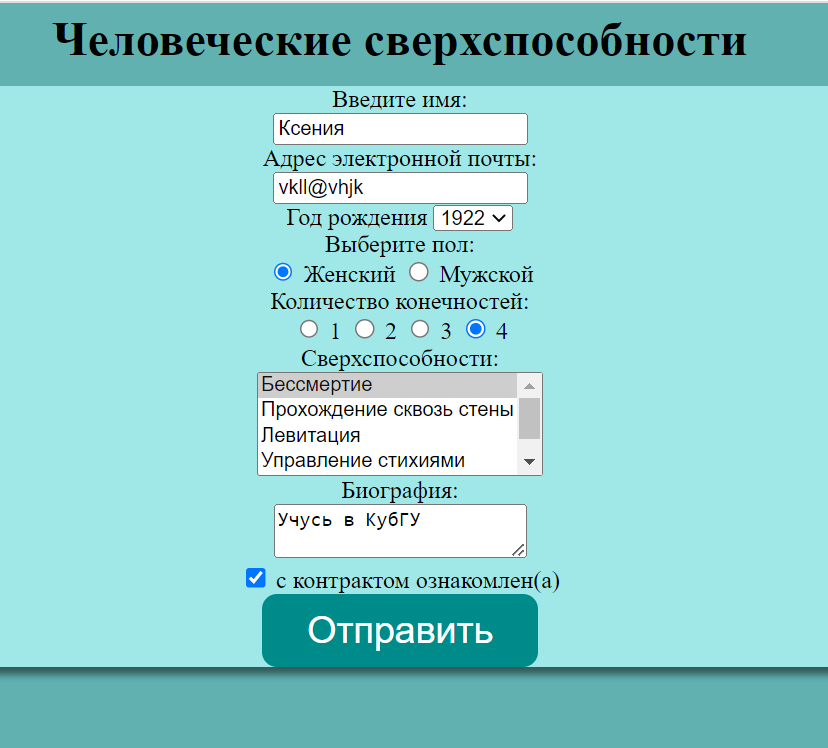 Человеческие сверхспособности
Введите имя:
Ксения
Адрес электронной почты:
vkll@vhjk
Год рождения 1922
Выберите пол:
Женский Мужской
Количество конечностей:
1 2 3 4
Сверхспособности:
Бессмертие
Прохождение сквозь стены
Левитация
Управление стихиями
Биография:
Учусь в КубГУ
с контрактом ознакомлен(а)
Отправить